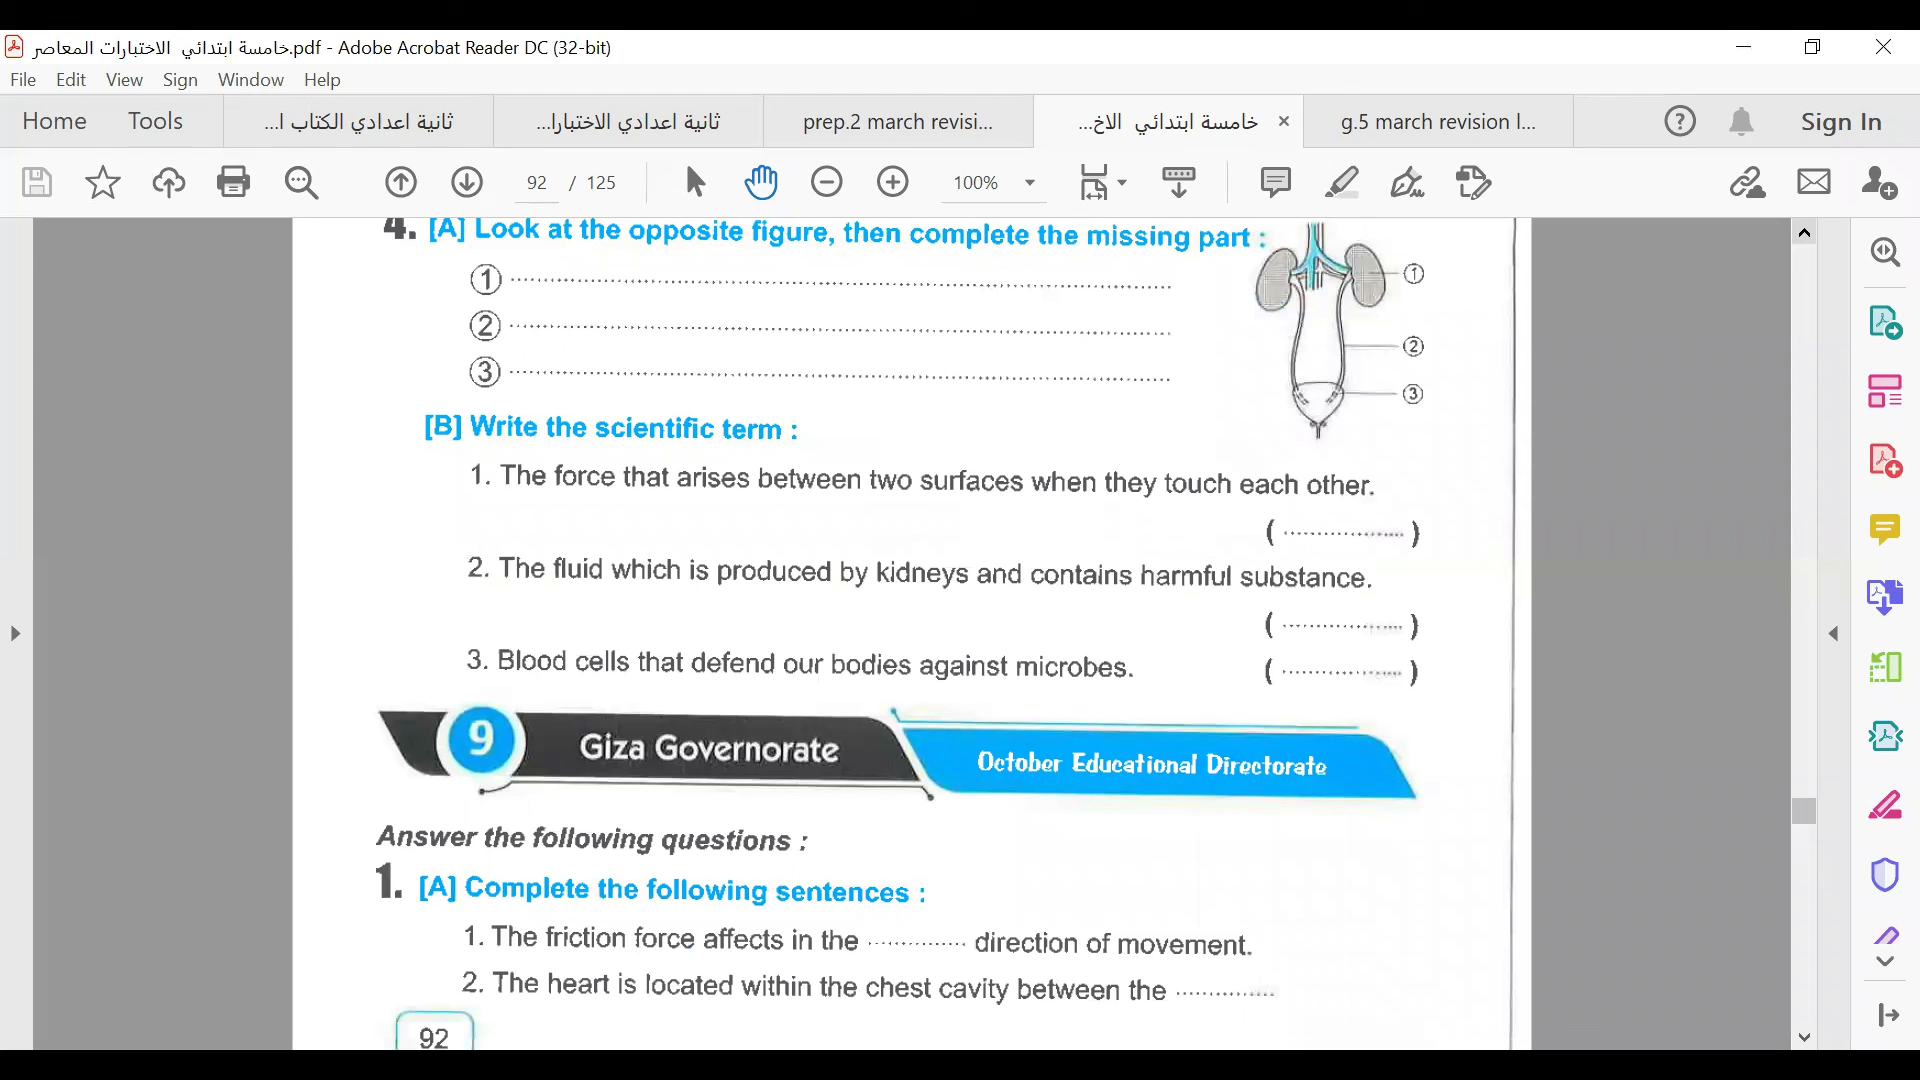 خامسة ابتدائي الاختبارات المعاصر.pdf - Adobe Acrobat Reader DC (32-bit)
File Edit View Sign Window Help
Home Tools ثانية اعدادي الكتاب ا... ثانية اعدادي الاختبارا... prep.2 march revisi... خامسة ابتدائي الاخ... × g.5 march revision l... Sign In
92 / 125 100%
4. [A] Look at the opposite figure, then complete the missing part :
① ........................
② ........................
③ ........................
①
②
③
[B] Write the scientific term :
1. The force that arises between two surfaces when they touch each other.
( .................. )
2. The fluid which is produced by kidneys and contains harmful substance.
( .................. )
3. Blood cells that defend our bodies against microbes. ( .................. )
9 Giza Governorate October Educational Directorate
Answer the following questions :
1. [A] Complete the following sentences :
1. The friction force affects in the .............. direction of movement.
2. The heart is located within the chest cavity between the ..............
92